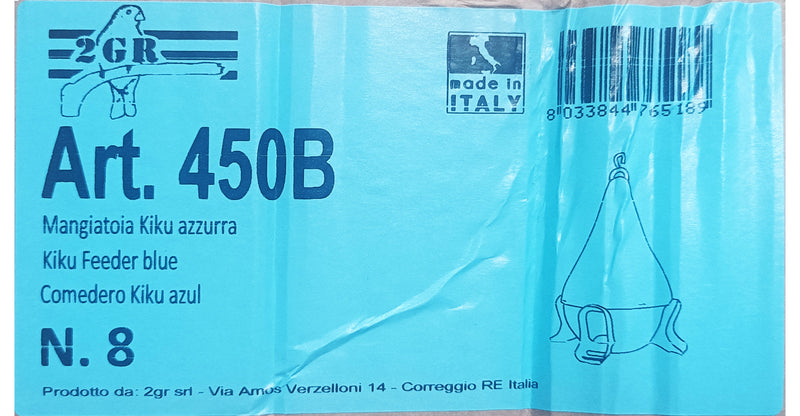 2GR
made in
ITALY
8 033844 765189
Art. 450B
Mangiatoia Kiku azzurra
Kiku Feeder blue
Comedero Kiku azul
N. 8
Prodotto da: 2gr srl - Via Amos Verzelloni 14 - Correggio RE Italia